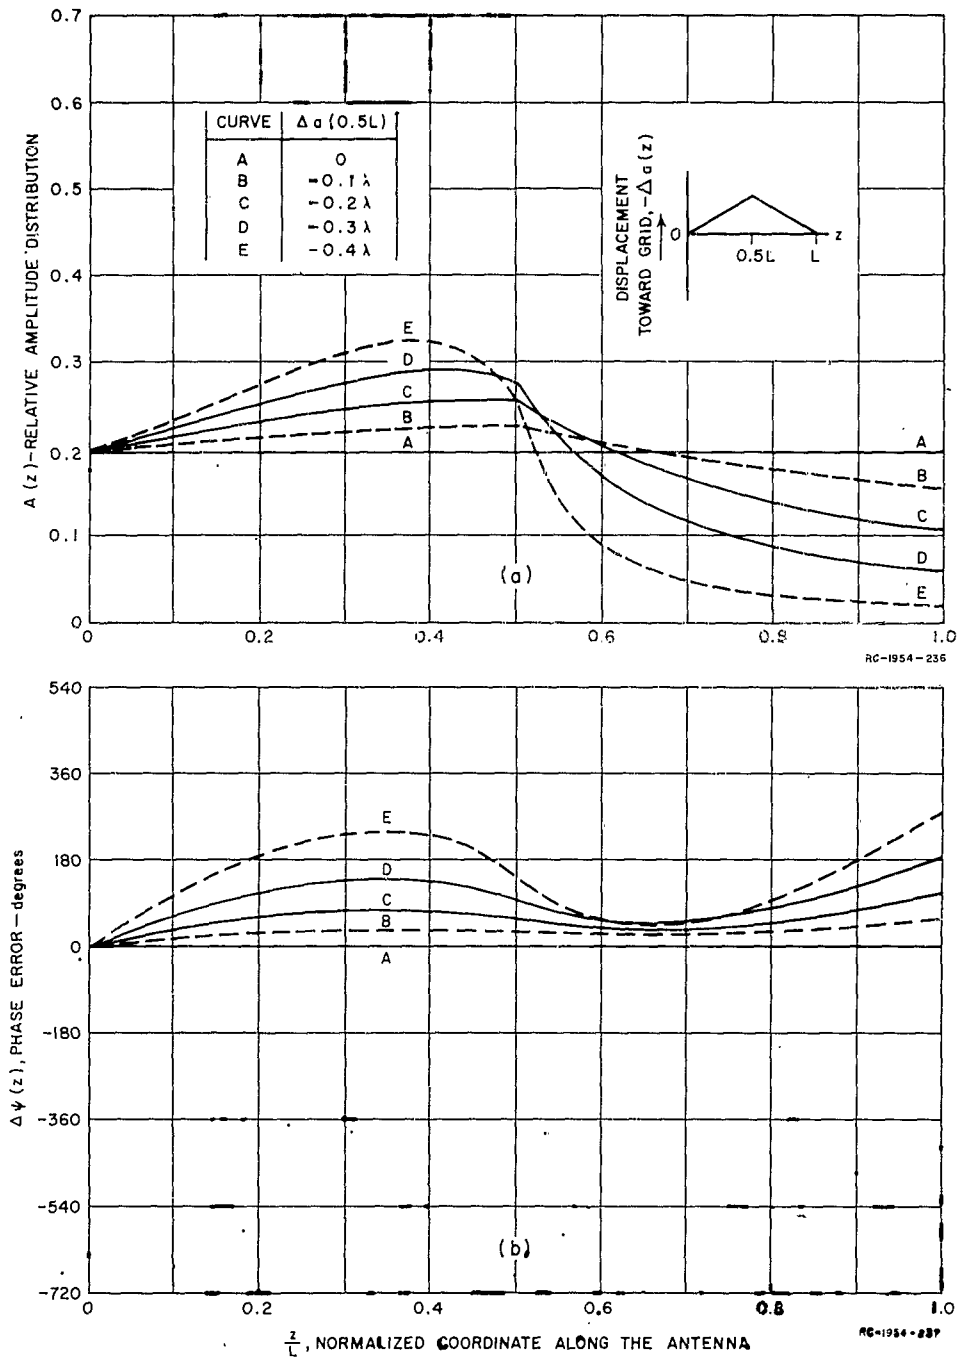 0.7
0.6
0.5
0.4
0.3
0.2
0.1
0
A(z)-RELATIVE AMPLITUDE DISTRIBUTION
CURVE Δa(0.5L)
A 0
B -0.1λ
C -0.2λ
D -0.3λ
E -0.4λ
DISPLACEMENT
TOWARD GRID, -Δa(z)
0 z
0.5L L
E
D
C
B
A
A
B
C
D
E
(a)
0 0.2 0.4 0.6 0.8 1.0
RC-1954-236
540
360
180
0
-180
-360
-540
-720
Δψ(z), PHASE ERROR — degrees
E
D
C
B
A
(b)
0 0.2 0.4 0.6 0.8 1.0
z/L, NORMALIZED COORDINATE ALONG THE ANTENNA
RC-1954-237